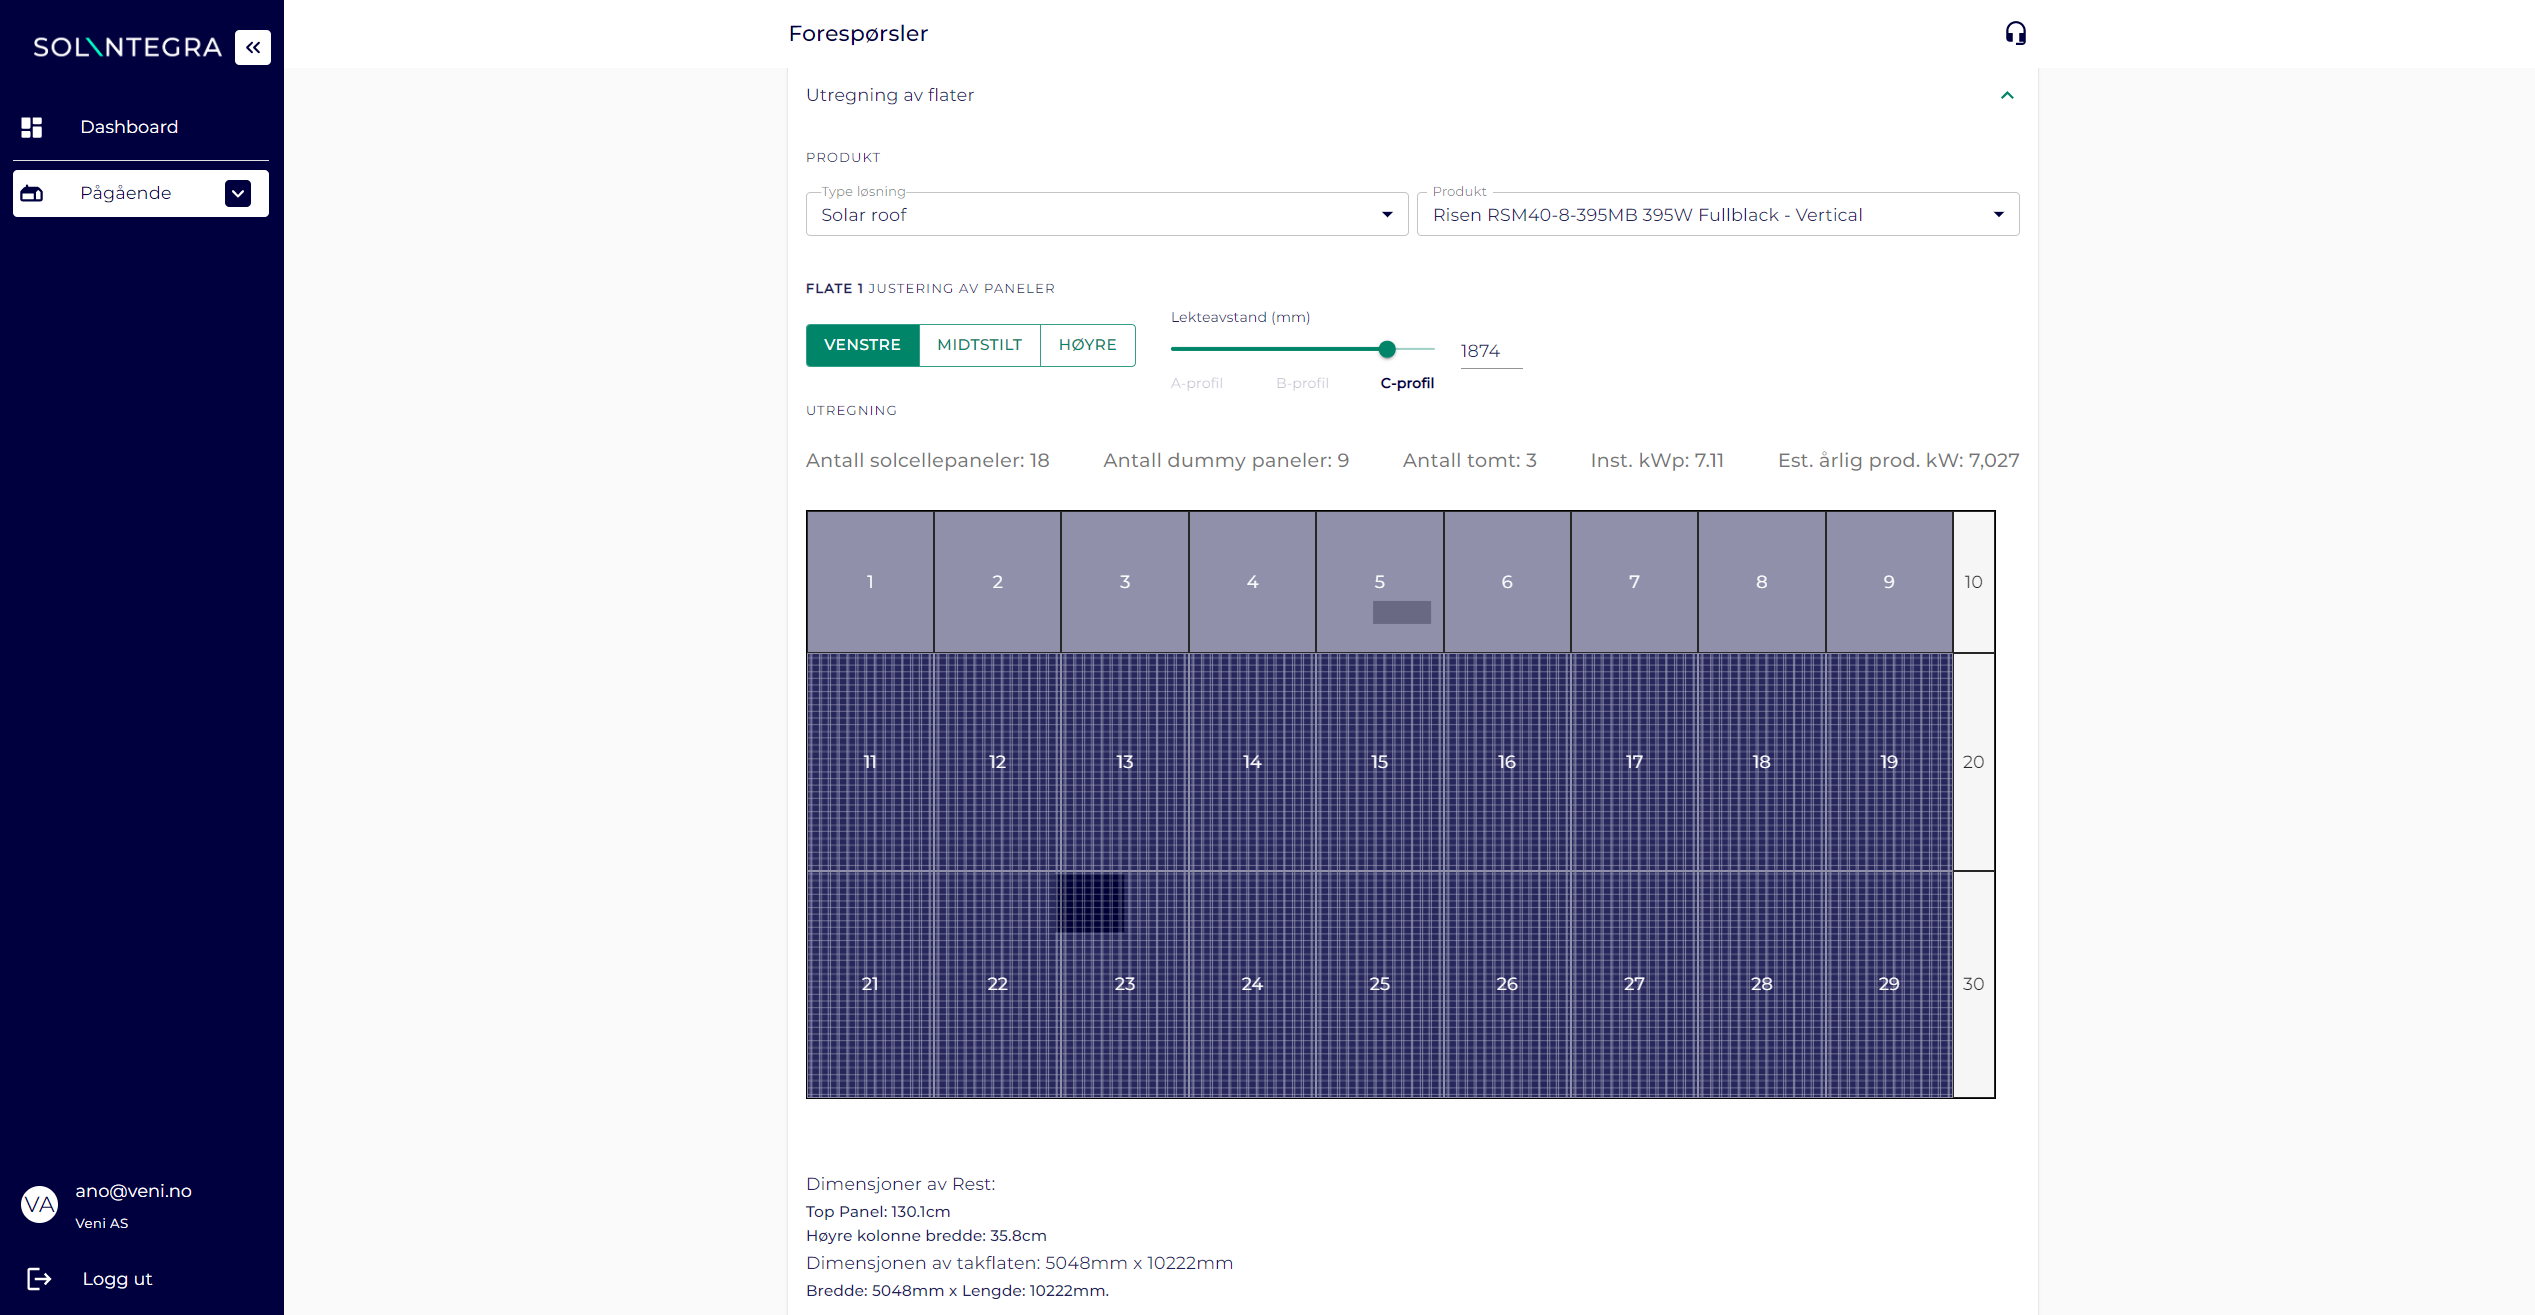 SOLINTEGRA
Forespørsler
Dashboard
Pågående
Utregning av flater
PRODUKT
Type løsning
Solar roof
Produkt
Risen RSM40-8-395MB 395W Fullblack - Vertical
FLATE 1 JUSTERING AV PANELER
VENSTRE MIDTSTILT HØYRE
Lekteavstand (mm)
1874
A-profil B-profil C-profil
UTREGNING
Antall solcellepaneler: 18 Antall dummy paneler: 9 Antall tomt: 3 Inst. kWp: 7.11 Est. årlig prod. kW: 7,027
1 2 3 4 5 6 7 8 9 10
11 12 13 14 15 16 17 18 19 20
21 22 23 24 25 26 27 28 29 30
Dimensjoner av Rest:
Top Panel: 130.1cm
Høyre kolonne bredde: 35.8cm
Dimensjonen av takflaten: 5048mm x 10222mm
Bredde: 5048mm x Lengde: 10222mm.
VA
ano@veni.no
Veni AS
Logg ut